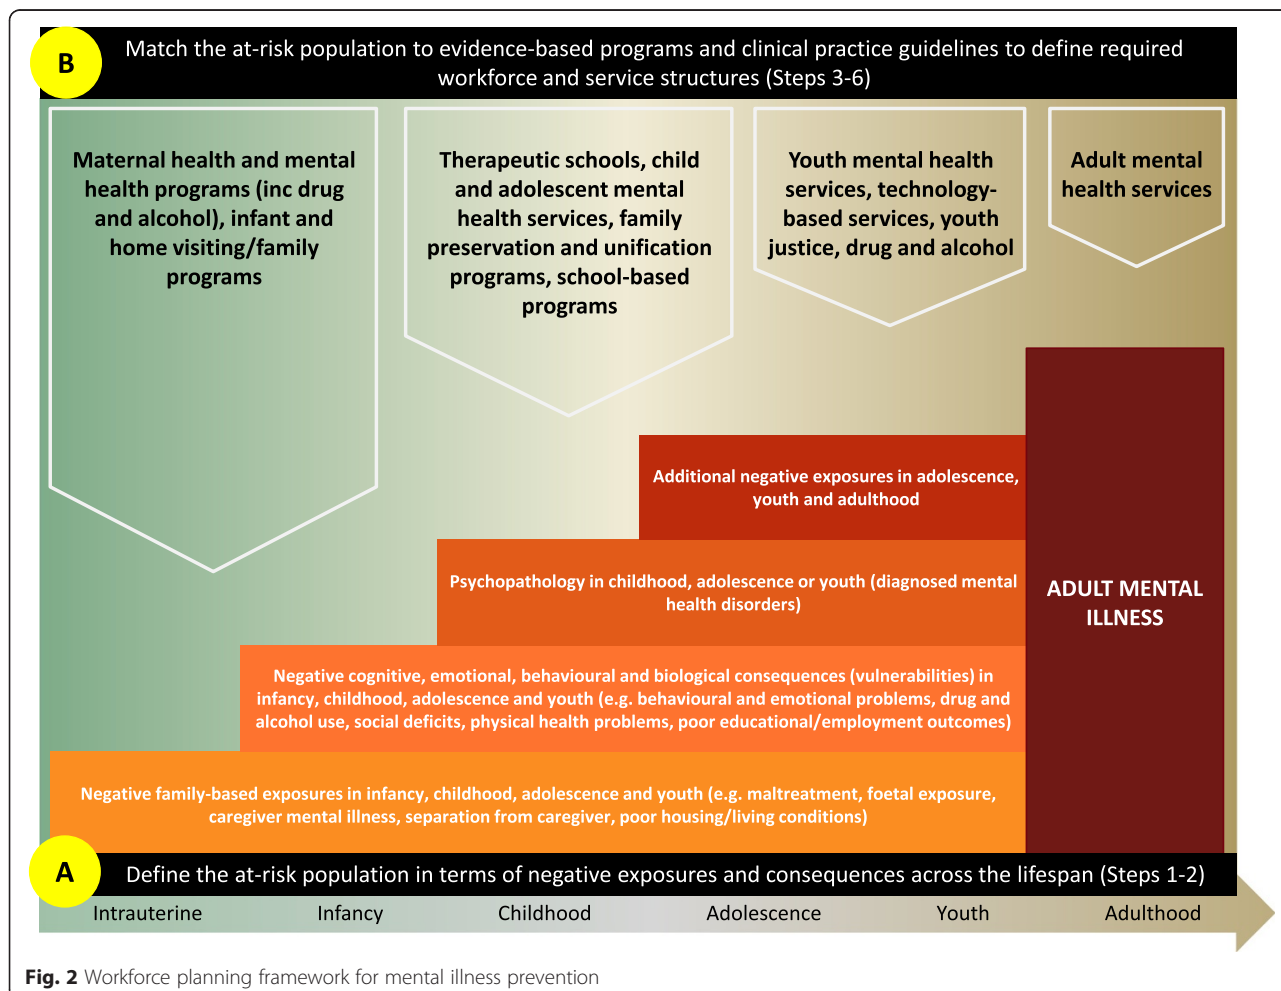 B
Match the at-risk population to evidence-based programs and clinical practice guidelines to define required
workforce and service structures (Steps 3-6)
Maternal health and mental
health programs (inc drug
and alcohol), infant and
home visiting/family
programs
Therapeutic schools, child
and adolescent mental
health services, family
preservation and unification
programs, school-based
programs
Youth mental health
services, technology-
based services, youth
justice, drug and alcohol
Adult mental
health services
Additional negative exposures in adolescence,
youth and adulthood
Psychopathology in childhood, adolescence or youth (diagnosed mental
health disorders)
ADULT MENTAL
ILLNESS
Negative cognitive, emotional, behavioural and biological consequences (vulnerabilities) in
infancy, childhood, adolescence and youth (e.g. behavioural and emotional problems, drug and
alcohol use, social deficits, physical health problems, poor educational/employment outcomes)
Negative family-based exposures in infancy, childhood, adolescence and youth (e.g. maltreatment, foetal exposure,
caregiver mental illness, separation from caregiver, poor housing/living conditions)
A
Define the at-risk population in terms of negative exposures and consequences across the lifespan (Steps 1-2)
Intrauterine Infancy Childhood Adolescence Youth Adulthood
Fig. 2 Workforce planning framework for mental illness prevention